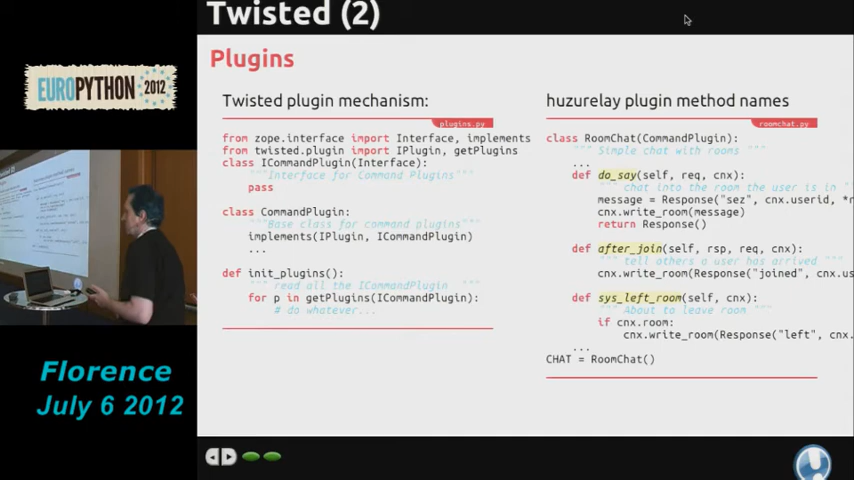 Twisted (2)
EUROPYTHON 2012
Plugins
Twisted plugin mechanism:
plugins.py
from zope.interface import Interface, implements
from twisted.plugin import IPlugin, getPlugins
class ICommandPlugin(Interface):
"""Interface for Command Plugins"""
pass
class CommandPlugin:
"""Base class for command plugins"""
implements(IPlugin, ICommandPlugin)
...
def init_plugins():
""" read all the ICommandPlugin """
for p in getPlugins(ICommandPlugin):
# do whatever...
huzurelay plugin method names
roomchat.py
class RoomChat(CommandPlugin):
""" Simple chat with rooms """
...
def do_say(self, req, cnx):
""" chat into the room the user is in "
message = Response("sez", cnx.userid, *r
cnx.write_room(message)
return Response()
def after_join(self, rsp, req, cnx):
""" tell others a user has arrived """
cnx.write_room(Response("joined", cnx.us
def sys_left_room(self, cnx):
""" About to leave room """
if cnx.room:
cnx.write_room(Response("left", cnx.
...
CHAT = RoomChat()
Florence
July 6 2012